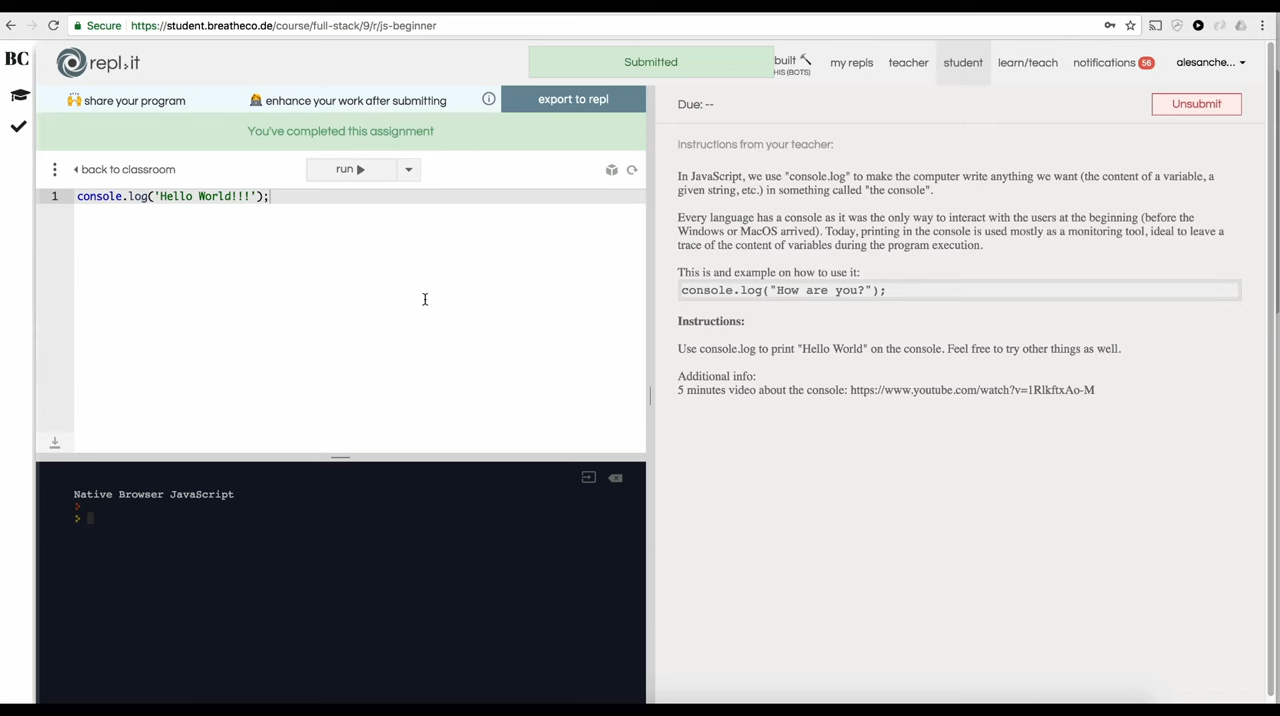 Secure https://student.breatheco.de/course/full-stack/9/r/js-beginner
BC
repl.it
Submitted
built
HIS (BOTS)
my repls
teacher
student
learn/teach
notifications 56
alesanche...
share your program
enhance your work after submitting
export to repl
You've completed this assignment
back to classroom
run
1 console.log('Hello World!!!');
Native Browser JavaScript
Due: --
Unsubmit
Instructions from your teacher:
In JavaScript, we use "console.log" to make the computer write anything we want (the content of a variable, a
given string, etc.) in something called "the console".
Every language has a console as it was the only way to interact with the users at the beginning (before the
Windows or MacOS arrived). Today, printing in the console is used mostly as a monitoring tool, ideal to leave a
trace of the content of variables during the program execution.
This is and example on how to use it:
console.log("How are you?");
Instructions:
Use console.log to print "Hello World" on the console. Feel free to try other things as well.
Additional info:
5 minutes video about the console: https://www.youtube.com/watch?v=1RlkftxAo-M